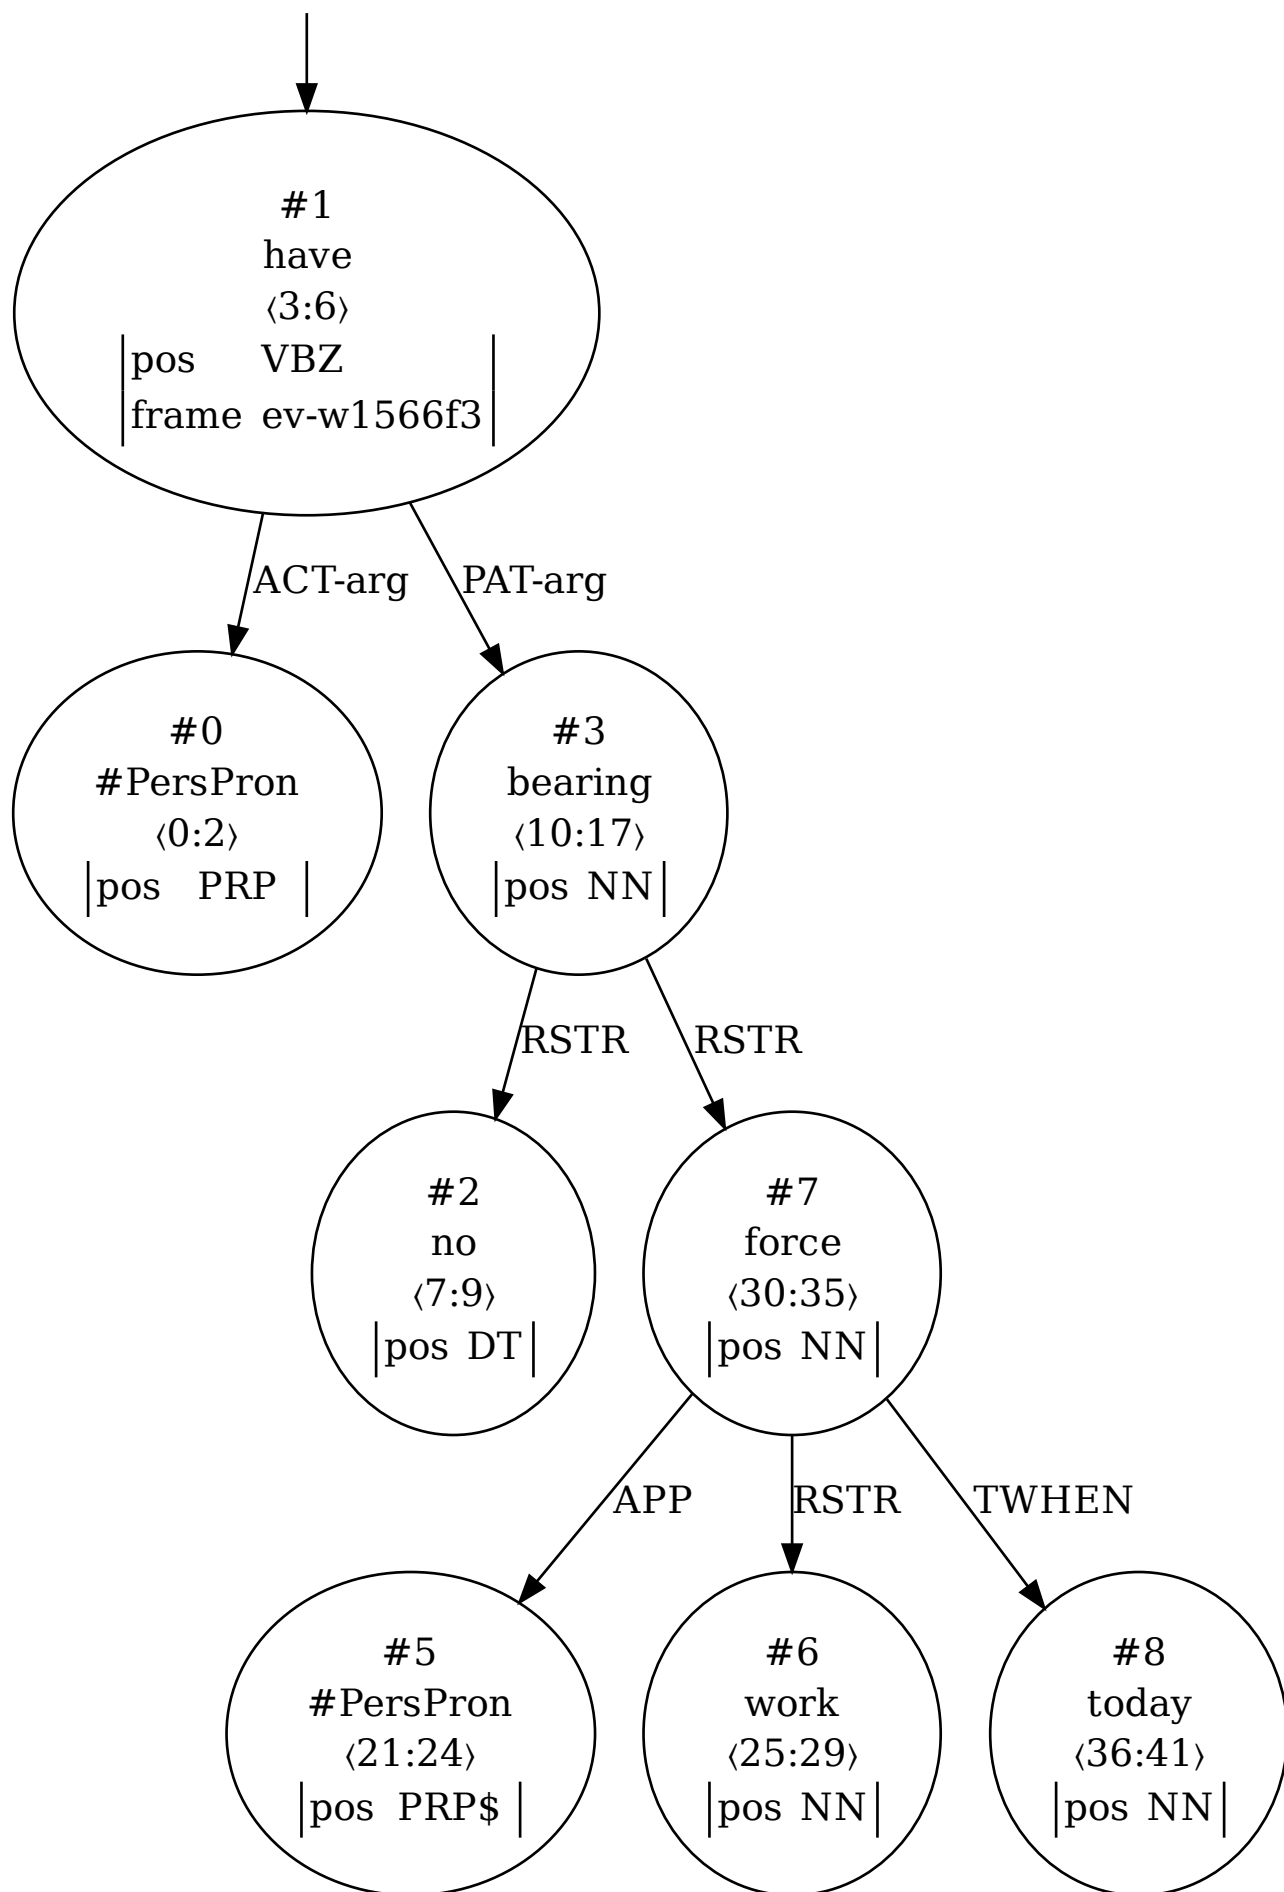 #1
have
⟨3:6⟩
pos VBZ
frame ev-w1566f3
ACT-arg PAT-arg
#0
#PersPron
⟨0:2⟩
pos PRP
#3
bearing
⟨10:17⟩
pos NN
RSTR RSTR
#2
no
⟨7:9⟩
pos DT
#7
force
⟨30:35⟩
pos NN
APP RSTR TWHEN
#5
#PersPron
⟨21:24⟩
pos PRP$
#6
work
⟨25:29⟩
pos NN
#8
today
⟨36:41⟩
pos NN